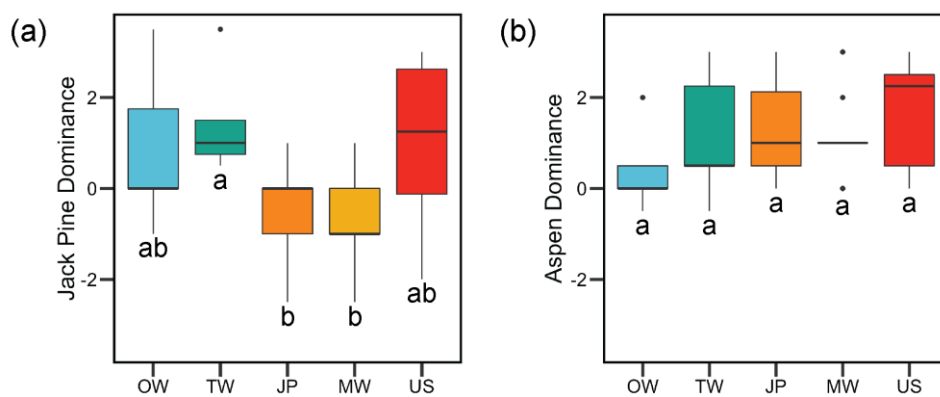 (a)
Jack Pine Dominance
2
0
-2
ab
a
b
b
ab
OW TW JP MW US
(b)
Aspen Dominance
2
0
-2
a
a
a
a
a
OW TW JP MW US